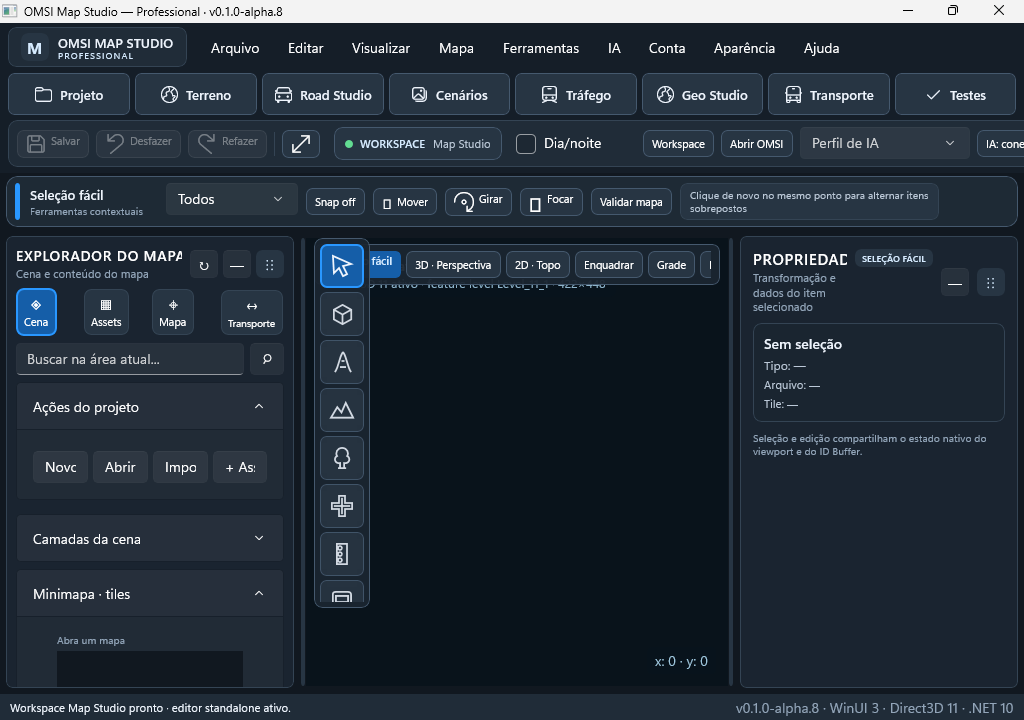 OMSI Map Studio — Professional · v0.1.0-alpha.8
M OMSI MAP STUDIO
PROFESSIONAL
Arquivo Editar Visualizar Mapa Ferramentas IA Conta Aparência Ajuda
Projeto Terreno Road Studio Cenários Tráfego Geo Studio Transporte Testes
Salvar Desfazer Refazer WORKSPACE Map Studio Dia/noite Workspace Abrir OMSI Perfil de IA IA: cone
Seleção fácil
Ferramentas contextuais
Todos Snap off Mover Girar Focar Validar mapa
Clique de novo no mesmo ponto para alternar itens
sobrepostos
EXPLORADOR DO MAPA
Cena e conteúdo do mapa
Cena Assets Mapa Transporte
Buscar na área atual...
Ações do projeto
Novc Abrir Impo + As
Camadas da cena
Minimapa · tiles
Abra um mapa
fácil 3D · Perspectiva 2D · Topo Enquadrar Grade
x: 0 · y: 0
PROPRIEDAD SELEÇÃO FÁCIL
Transformação e
dados do item
selecionado
Sem seleção
Tipo: —
Arquivo: —
Tile: —
Seleção e edição compartilham o estado nativo do
viewport e do ID Buffer.
Workspace Map Studio pronto · editor standalone ativo.
v0.1.0-alpha.8 · WinUI 3 · Direct3D 11 · .NET 10